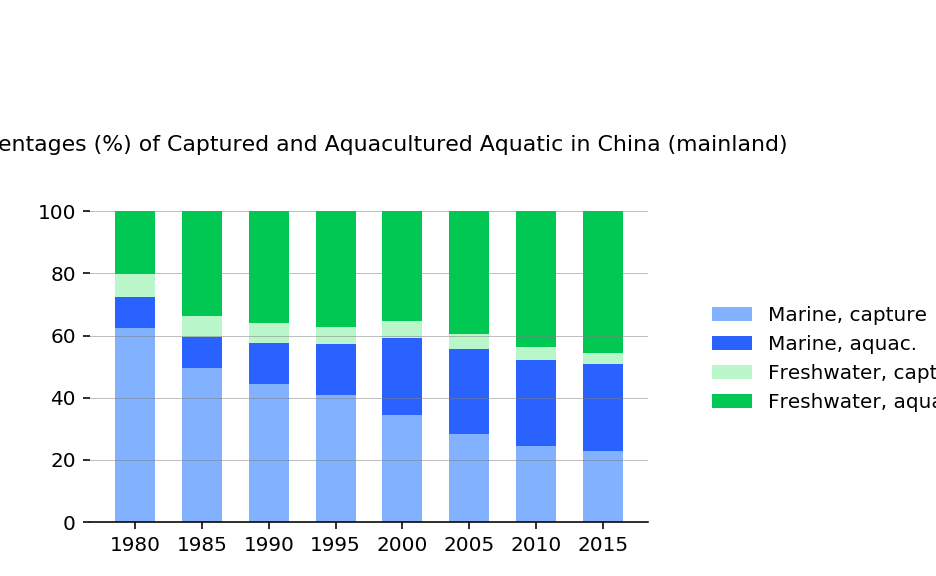 entages (%) of Captured and Aquacultured Aquatic in China (mainland)
100
80
60
40
20
0
1980 1985 1990 1995 2000 2005 2010 2015
Marine, capture
Marine, aquac.
Freshwater, capt
Freshwater, aqua